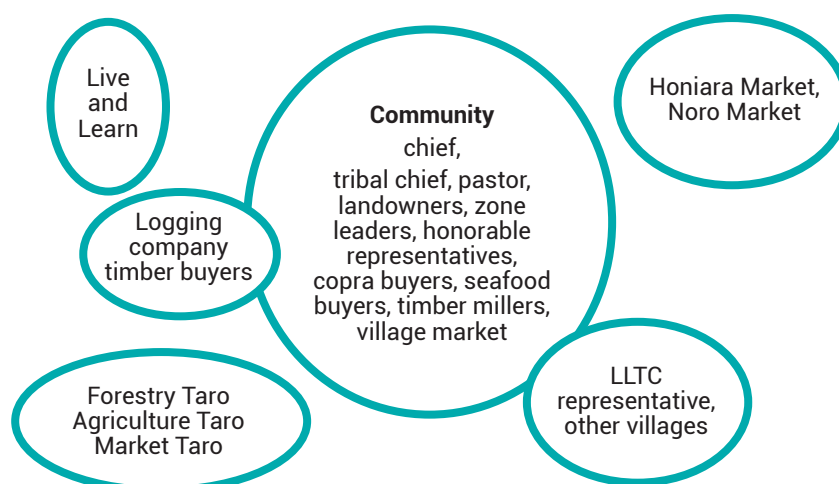 Live
and
Learn
Logging
company
timber buyers
Forestry Taro
Agriculture Taro
Market Taro
Community
chief,
tribal chief, pastor,
landowners, zone
leaders, honorable
representatives,
copra buyers, seafood
buyers, timber millers,
village market
Honiara Market,
Noro Market
LLTC
representative,
other villages